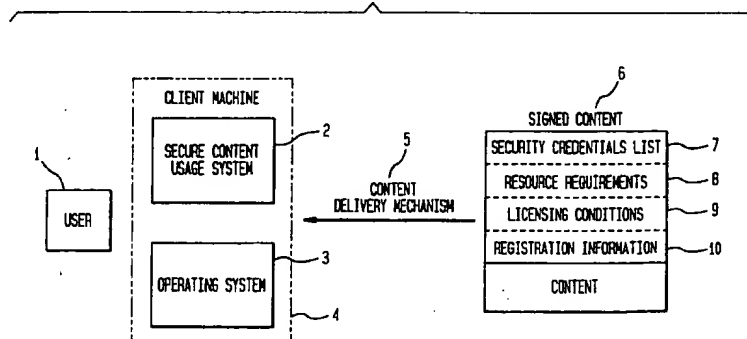 6
SIGNED CONTENT
CLIENT MACHINE
2
SECURITY CREDENTIALS LIST
7
1
SECURE CONTENT
USAGE SYSTEM
5
RESOURCE REQUIREMENTS
8
CONTENT
DELIVERY MECHANISM
LICENSING CONDITIONS
9
USER
3
REGISTRATION INFORMATION
10
OPERATING SYSTEM
CONTENT
4